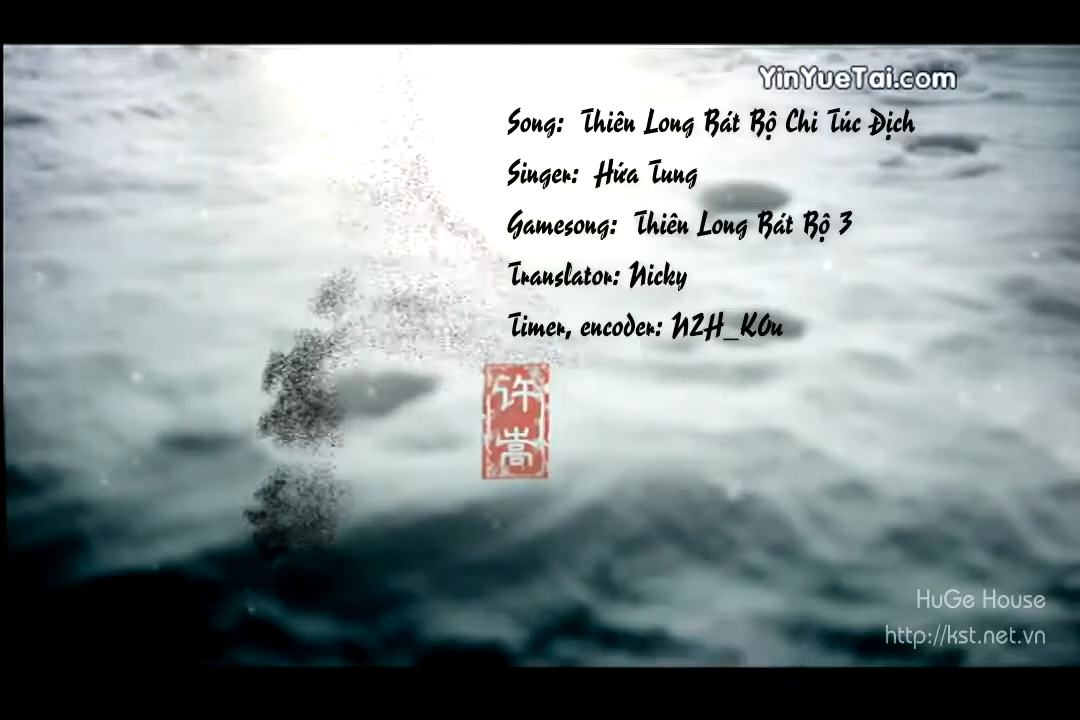 YinYueTai.com
Song: Thiên Long Bát Bộ Chi Túc Địch
Singer: Hứa Tung
Gamesong: Thiên Long Bát Bộ 3
Translator: Nicky
Timer, encoder: N2H_K0u
许
嵩
HuGe House
http://kst.net.vn